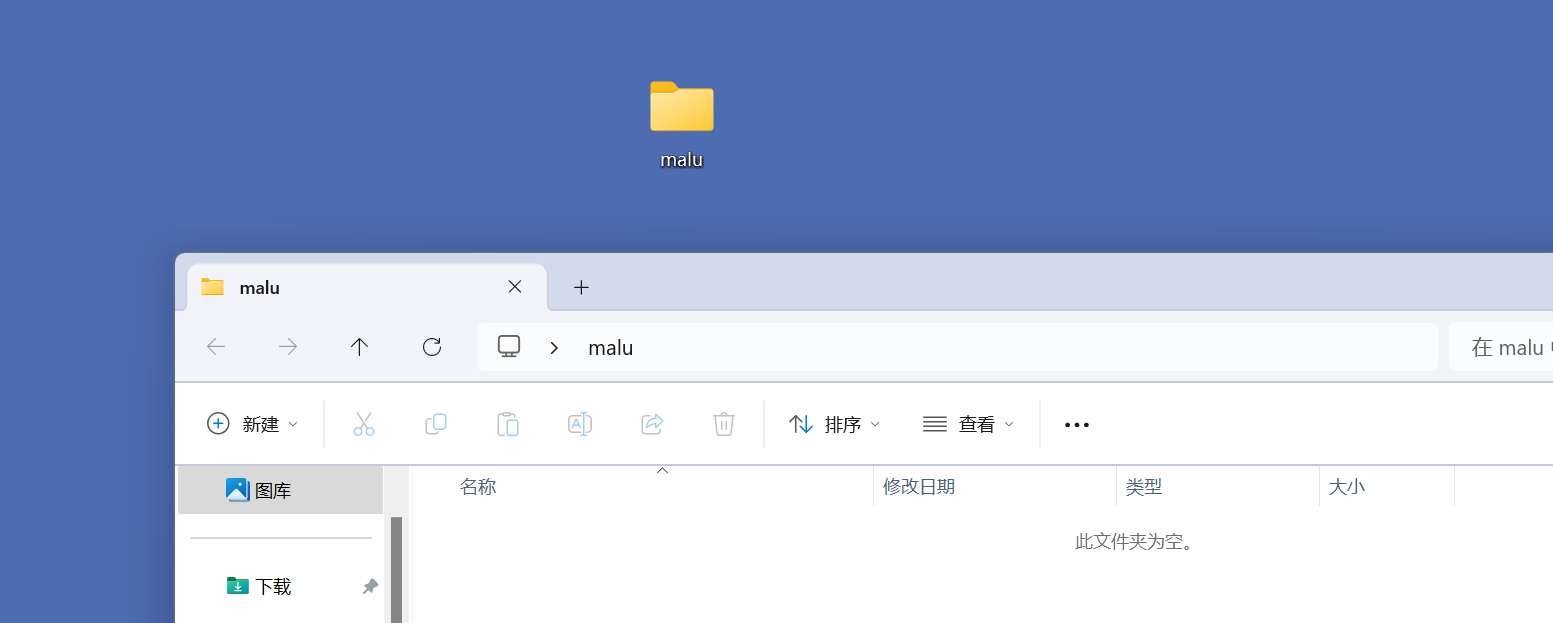 malu
malu
malu
在 malu
新建
排序
查看
图库
名称
修改日期
类型
大小
此文件夹为空。
下载